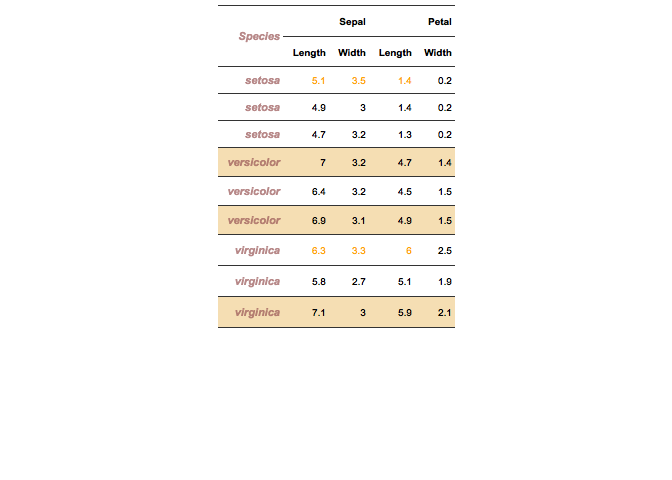 Sepal Petal
Species
Length Width Length Width
setosa 5.1 3.5 1.4 0.2
setosa 4.9 3 1.4 0.2
setosa 4.7 3.2 1.3 0.2
versicolor 7 3.2 4.7 1.4
versicolor 6.4 3.2 4.5 1.5
versicolor 6.9 3.1 4.9 1.5
virginica 6.3 3.3 6 2.5
virginica 5.8 2.7 5.1 1.9
virginica 7.1 3 5.9 2.1